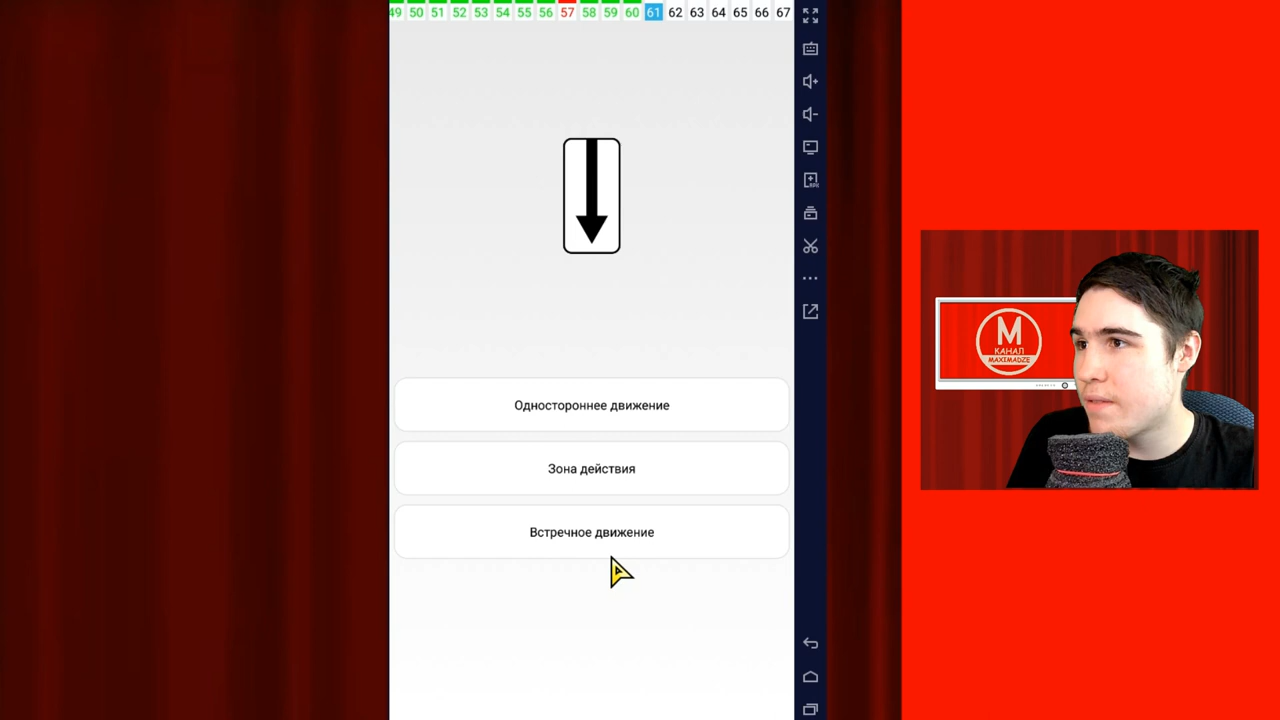 49 50 51 52 53 54 55 56 57 58 59 60 61 62 63 64 65 66 67
Одностороннее движение
Зона действия
Встречное движение
M
КАНАЛ
MAXIMADZE